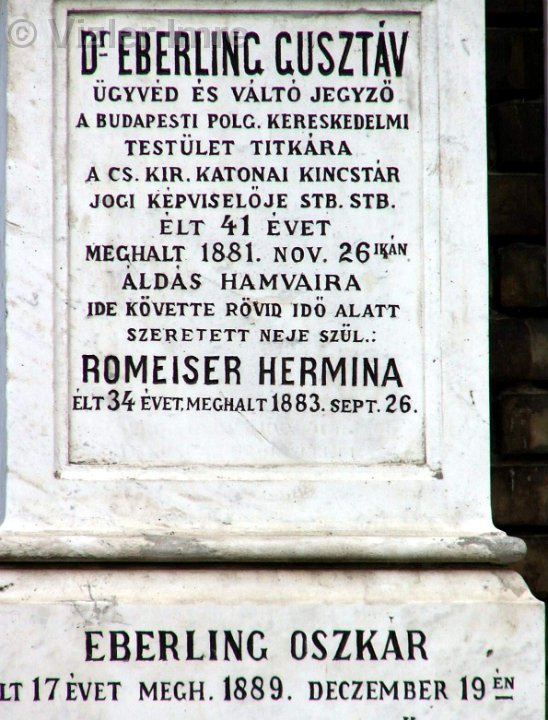 © Vizler Imre
Dr EBERLING GUSZTÁV
ÜGYVÉD ÉS VÁLTÓ JEGYZŐ
A BUDAPESTI POLG. KERESKEDELMI
TESTÜLET TITKÁRA
A CS. KIR. KATONAI KINCSTÁR
JOGI KÉPVISELŐJE STB. STB.
ÉLT 41 ÉVET
MEGHALT 1881. NOV. 26IKÁN
ÁLDÁS HAMVAIRA
IDE KÖVETTE RÖVID IDŐ ALATT
SZERETETT NEJE SZÜL.:
ROMEISER HERMINA
ÉLT 34 ÉVET, MEGHALT 1883. SEPT. 26.
EBERLING OSZKÁR
LT 17 ÉVET MEGH. 1889. DECZEMBER 19ÉN